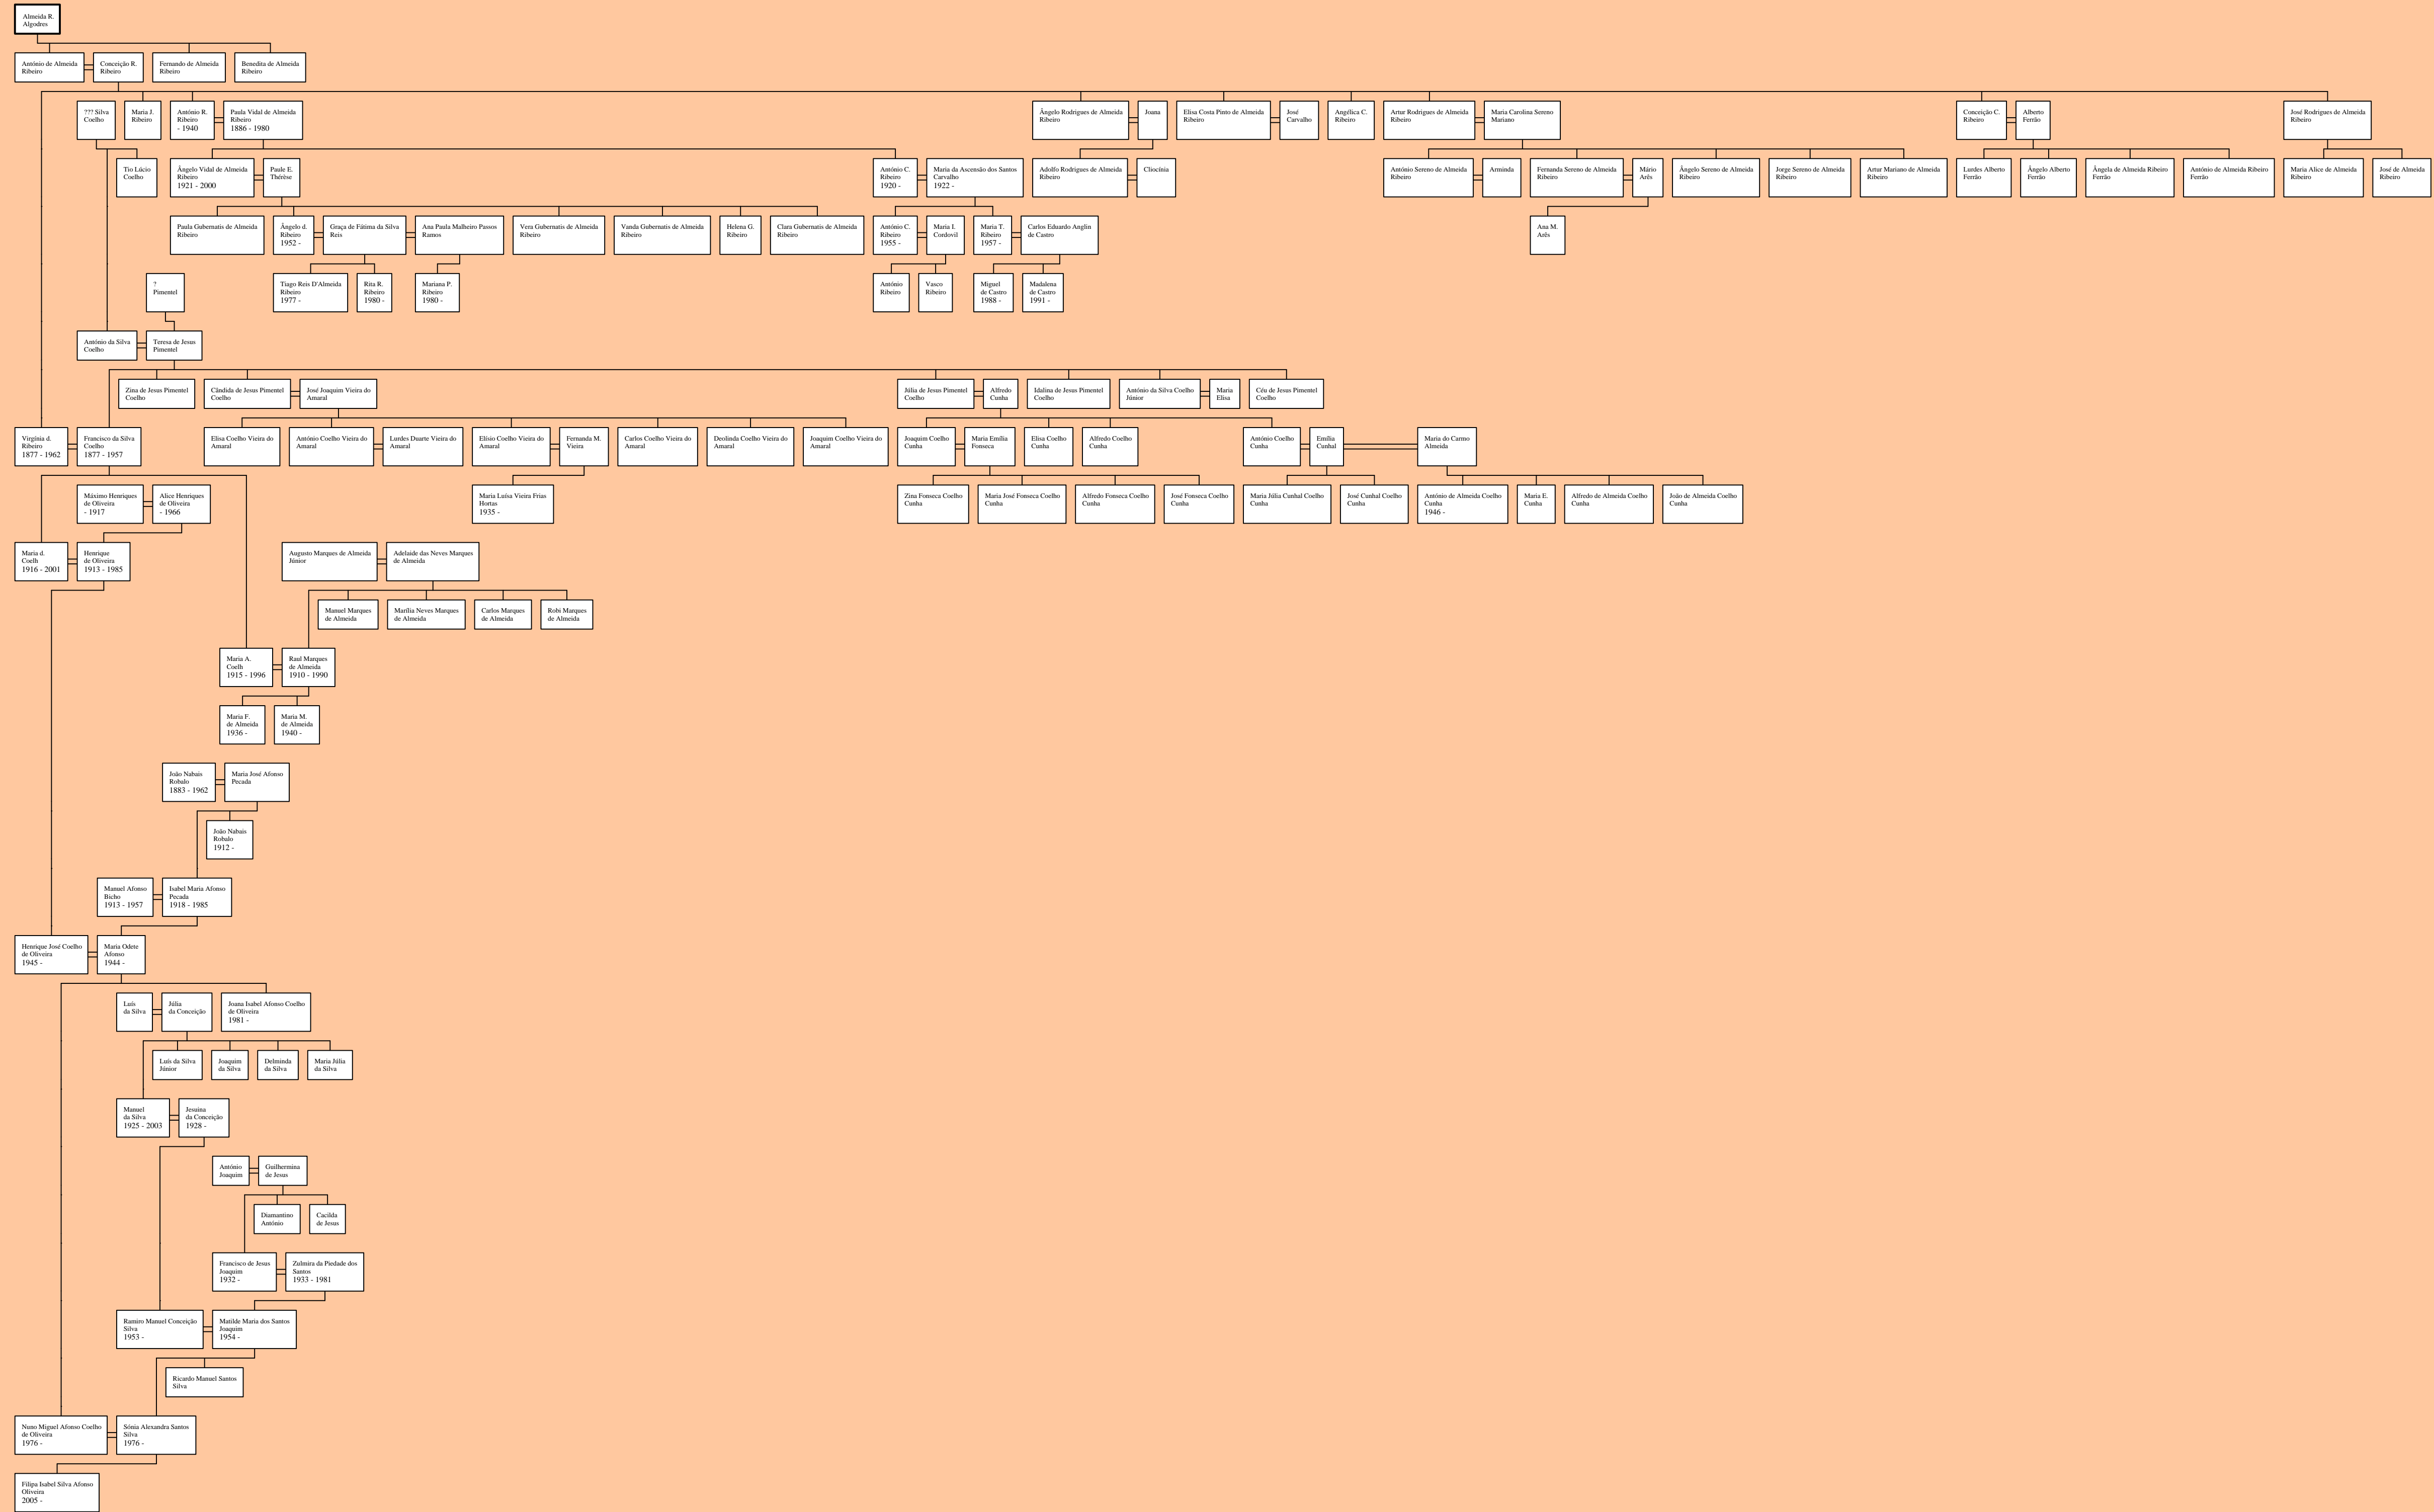 Almeida R.
Algodres
António de Almeida
Ribeiro
Conceição R.
Ribeiro
Fernando de Almeida
Ribeiro
Benedita de Almeida
Ribeiro
??? Silva
Coelho
Maria J.
Ribeiro
António R.
Ribeiro
- 1940
Paula Vidal de Almeida
Ribeiro
1886 - 1980
Ângelo Rodrigues de Almeida
Ribeiro
Joana
Elisa Costa Pinto de Almeida
Ribeiro
José
Carvalho
Angélica C.
Ribeiro
Artur Rodrigues de Almeida
Ribeiro
Maria Carolina Sereno
Mariano
Conceição C.
Ribeiro
Alberto
Ferrão
José Rodrigues de Almeida
Ribeiro
Tio Lúcio
Coelho
Ângelo Vidal de Almeida
Ribeiro
1921 - 2000
Paule E.
Thérèse
António C.
Ribeiro
1920 -
Maria da Ascensão dos Santos
Carvalho
1922 -
Adolfo Rodrigues de Almeida
Ribeiro
Cliocínia
António Sereno de Almeida
Ribeiro
Arminda
Fernanda Sereno de Almeida
Ribeiro
Mário
Arês
Ângelo Sereno de Almeida
Ribeiro
Jorge Sereno de Almeida
Ribeiro
Artur Mariano de Almeida
Ribeiro
Lurdes Alberto
Ferrão
Ângelo Alberto
Ferrão
Ângela de Almeida Ribeiro
Ferrão
António de Almeida Ribeiro
Ferrão
Maria Alice de Almeida
Ribeiro
José de Almeida
Ribeiro
Paula Gubernatis de Almeida
Ribeiro
Ângelo d.
Ribeiro
1952 -
Graça de Fátima da Silva
Reis
Ana Paula Malheiro Passos
Ramos
Vera Gubernatis de Almeida
Ribeiro
Vanda Gubernatis de Almeida
Ribeiro
Helena G.
Ribeiro
Clara Gubernatis de Almeida
Ribeiro
António C.
Ribeiro
1955 -
Maria I.
Cordovil
Maria T.
Ribeiro
1957 -
Carlos Eduardo Anglin
de Castro
Ana M.
Arês
?
Pimentel
Tiago Reis D'Almeida
Ribeiro
1977 -
Rita R.
Ribeiro
1980 -
Mariana P.
Ribeiro
1980 -
António
Ribeiro
Vasco
Ribeiro
Miguel
de Castro
1988 -
Madalena
de Castro
1991 -
António da Silva
Coelho
Teresa de Jesus
Pimentel
Zina de Jesus Pimentel
Coelho
Cândida de Jesus Pimentel
Coelho
José Joaquim Vieira do
Amaral
Júlia de Jesus Pimentel
Coelho
Alfredo
Cunha
Idalina de Jesus Pimentel
Coelho
António da Silva Coelho
Júnior
Maria
Elisa
Céu de Jesus Pimentel
Coelho
Virgínia d.
Ribeiro
1877 - 1962
Francisco da Silva
Coelho
1877 - 1957
Elisa Coelho Vieira do
Amaral
António Coelho Vieira do
Amaral
Lurdes Duarte Vieira do
Amaral
Elísio Coelho Vieira do
Amaral
Fernanda M.
Vieira
Carlos Coelho Vieira do
Amaral
Deolinda Coelho Vieira do
Amaral
Joaquim Coelho Vieira do
Amaral
Joaquim Coelho
Cunha
Maria Emília
Fonseca
Elisa Coelho
Cunha
Alfredo Coelho
Cunha
António Coelho
Cunha
Emília
Cunhal
Maria do Carmo
Almeida
Máximo Henriques
de Oliveira
- 1917
Alice Henriques
de Oliveira
- 1966
Maria Luísa Vieira Frias
Hortas
1935 -
Zina Fonseca Coelho
Cunha
Maria José Fonseca Coelho
Cunha
Alfredo Fonseca Coelho
Cunha
José Fonseca Coelho
Cunha
Maria Júlia Cunhal Coelho
Cunha
José Cunhal Coelho
Cunha
António de Almeida Coelho
Cunha
1946 -
Maria E.
Cunha
Alfredo de Almeida Coelho
Cunha
João de Almeida Coelho
Cunha
Maria d.
Coelh
1916 - 2001
Henrique
de Oliveira
1913 - 1985
Augusto Marques de Almeida
Júnior
Adelaide das Neves Marques
de Almeida
Manuel Marques
de Almeida
Marília Neves Marques
de Almeida
Carlos Marques
de Almeida
Robi Marques
de Almeida
Maria A.
Coelh
1915 - 1996
Raul Marques
de Almeida
1910 - 1990
Maria F.
de Almeida
1936 -
Maria M.
de Almeida
1940 -
João Nabais
Robalo
1883 - 1962
Maria José Afonso
Pecada
João Nabais
Robalo
1912 -
Manuel Afonso
Bicho
1913 - 1957
Isabel Maria Afonso
Pecada
1918 - 1985
Henrique José Coelho
de Oliveira
1945 -
Maria Odete
Afonso
1944 -
Luís
da Silva
Júlia
da Conceição
Joana Isabel Afonso Coelho
de Oliveira
1981 -
Luís da Silva
Júnior
Joaquim
da Silva
Delminda
da Silva
Maria Júlia
da Silva
Manuel
da Silva
1925 - 2003
Jesuína
da Conceição
1928 -
António
Joaquim
Guilhermina
de Jesus
Diamantino
António
Cacilda
de Jesus
Francisco de Jesus
Joaquim
1932 -
Zulmira da Piedade dos
Santos
1933 - 1981
Ramiro Manuel Conceição
Silva
1953 -
Matilde Maria dos Santos
Joaquim
1954 -
Ricardo Manuel Santos
Silva
Nuno Miguel Afonso Coelho
de Oliveira
1976 -
Sónia Alexandra Santos
Silva
1976 -
Filipa Isabel Silva Afonso
Oliveira
2005 -